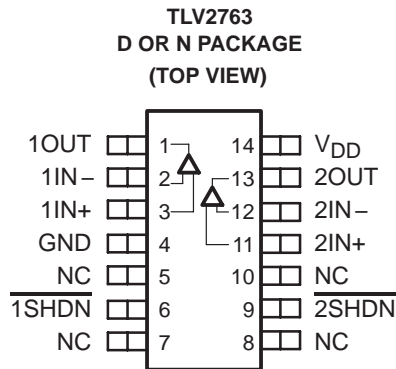 TLV2763
D OR N PACKAGE
(TOP VIEW)
1OUT 1 14 VDD
1IN− 2 13 2OUT
1IN+ 3 12 2IN−
GND 4 11 2IN+
NC 5 10 NC
1SHDN 6 9 2SHDN
NC 7 8 NC